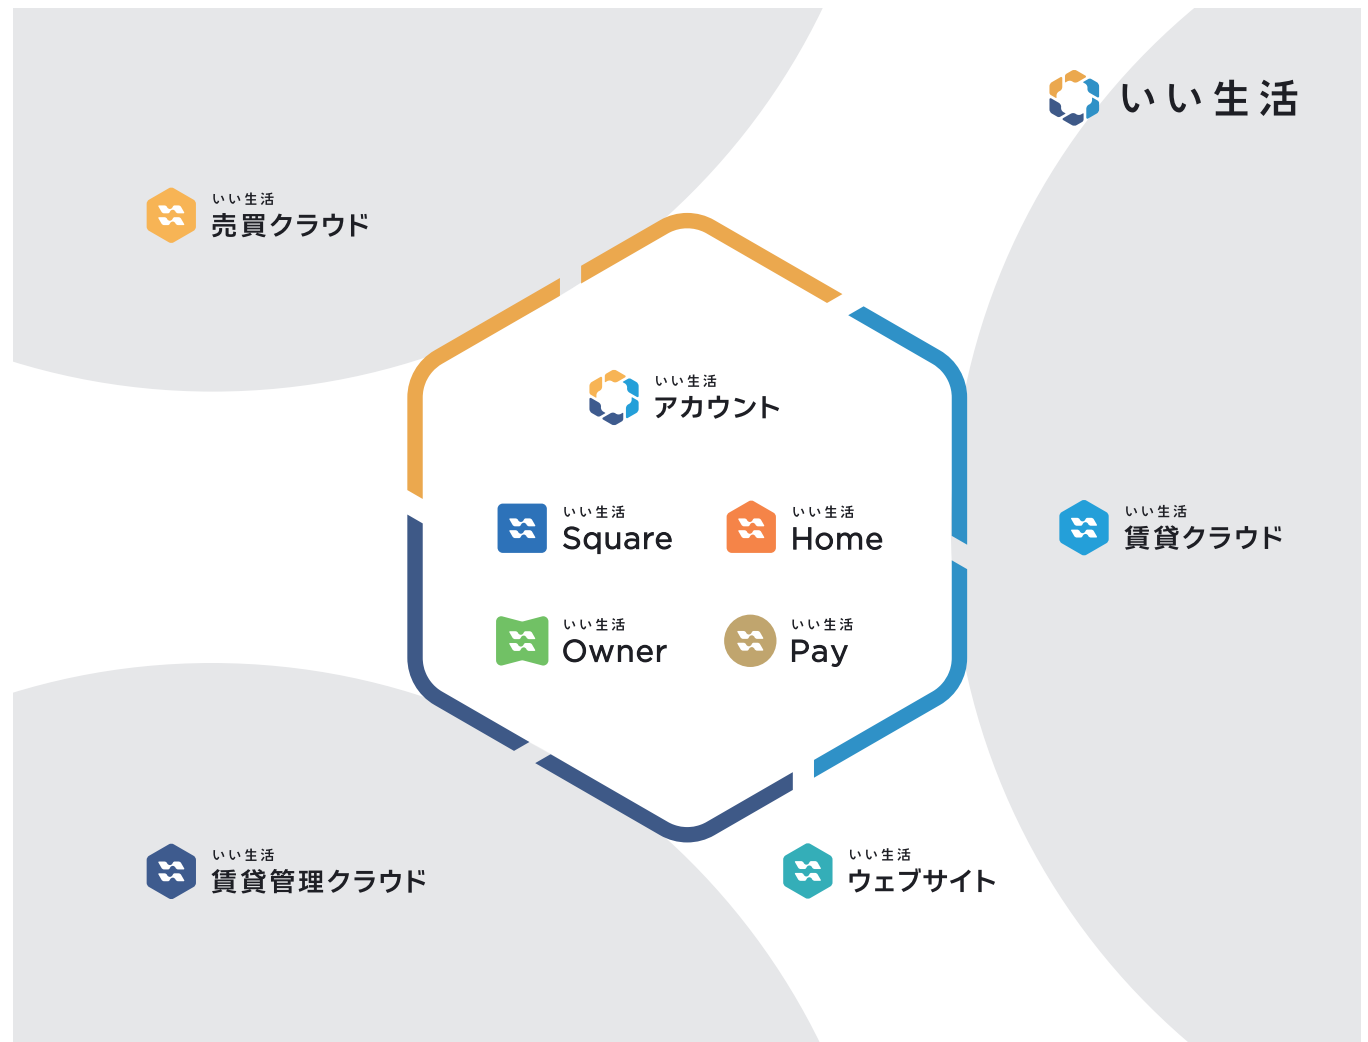 いい生活
いい生活
売買クラウド
いい生活
アカウント
いい生活
Square
いい生活
Home
いい生活
賃貸クラウド
いい生活
Owner
いい生活
Pay
いい生活
賃貸管理クラウド
いい生活
ウェブサイト